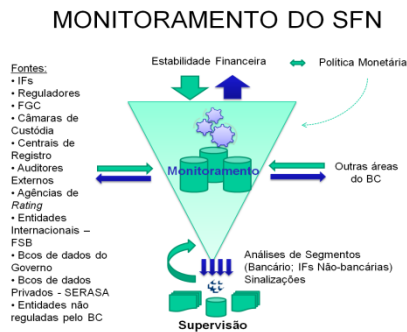 MONITORAMENTO DO SFN
Estabilidade Financeira
Política Monetária
Fontes:
• IFs
• Reguladores
• FGC
• Câmaras de
Custódia
• Centrais de
Registro
• Auditores
Externos
• Agências de
Rating
• Entidades
Internacionais –
FSB
• Bcos de dados do
Governo
• Bcos de dados
Privados - SERASA
• Entidades não
reguladas pelo BC
Monitoramento
Outras áreas
do BC
Análises de Segmentos
(Bancário; IFs Não-bancárias)
Sinalizações
Supervisão